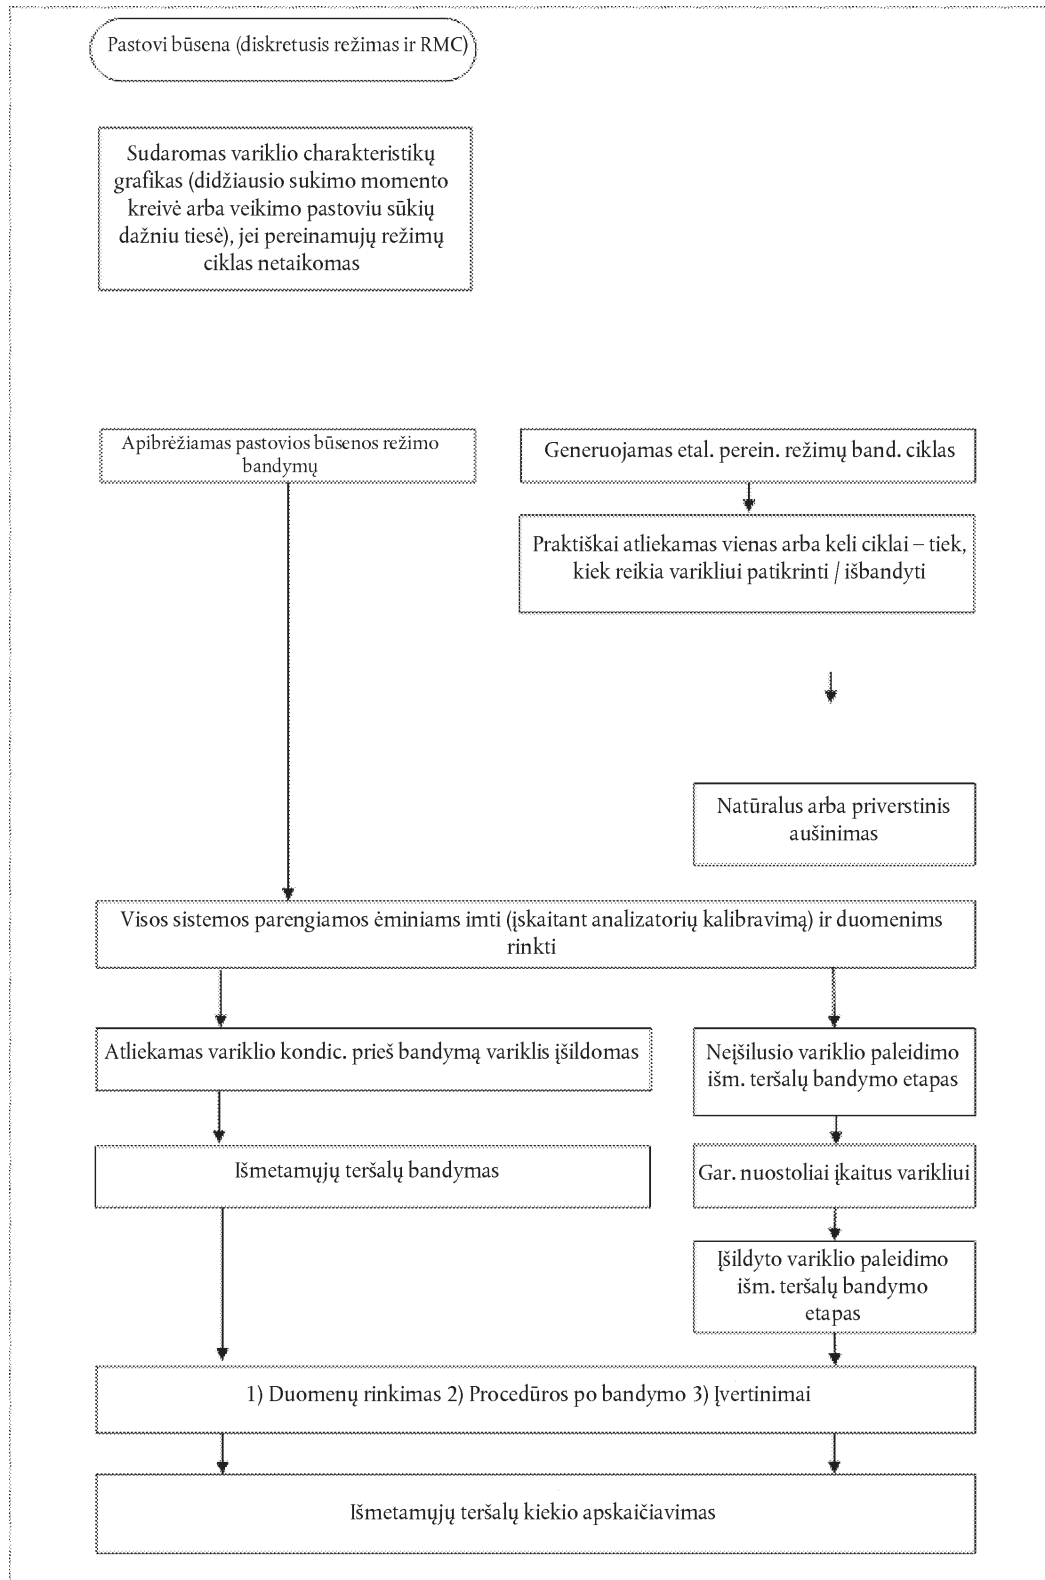 Pastovi būsena (diskretusis režimas ir RMC)
Sudaromas variklio charakteristikų
grafikas (didžiausio sukimo momento
kreivė arba veikimo pastoviu sūkių
dažniu tiesė), jei pereinamųjų režimų
ciklas netaikomas
Apibrėžiamas pastovios būsenos režimo
bandymų
Generuojamas etal. perein. režimų band. ciklas
Praktiškai atliekamas vienas arba keli ciklai – tiek,
kiek reikia varikliui patikrinti / išbandyti
Natūralus arba priverstinis
aušinimas
Visos sistemos parengiamos ėminiams imti (įskaitant analizatorių kalibravimą) ir duomenims
rinkti
Atliekamas variklio kondic. prieš bandymą variklis įšildomas
Neįšilusio variklio paleidimo
išm. teršalų bandymo etapas
Išmetamųjų teršalų bandymas
Gar. nuostoliai įkaitus varikliui
Įšildyto variklio paleidimo
išm. teršalų bandymo
etapas
1) Duomenų rinkimas 2) Procedūros po bandymo 3) Įvertinimai
Išmetamųjų teršalų kiekio apskaičiavimas